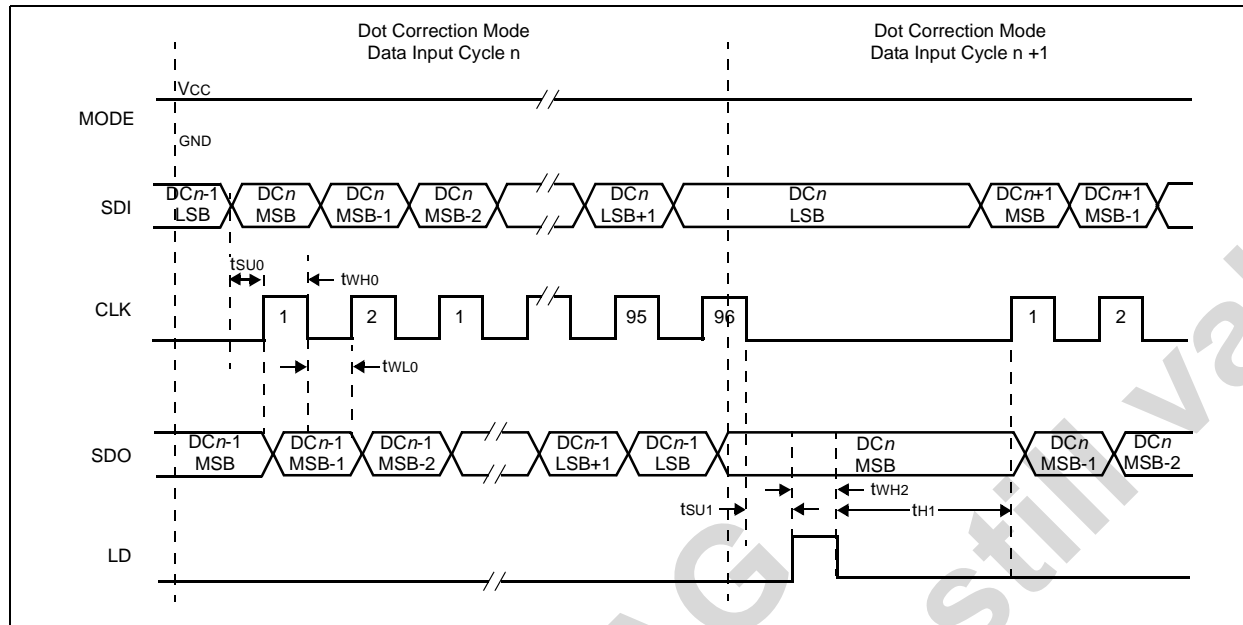 Dot Correction Mode
Data Input Cycle n
Dot Correction Mode
Data Input Cycle n +1
VCC
MODE
GND
SDI
DCn-1
LSB
DCn
MSB
DCn
MSB-1
DCn
MSB-2
DCn
LSB+1
DCn
LSB
DCn+1
MSB
DCn+1
MSB-1
tSU0
tWH0
CLK
1
2
1
95
96
1
2
tWL0
SDO
DCn-1
MSB
DCn-1
MSB-1
DCn-1
MSB-2
DCn-1
LSB+1
DCn-1
LSB
DCn
MSB
DCn
MSB-1
DCn
MSB-2
tWH2
tSU1
tH1
LD
AG
still va